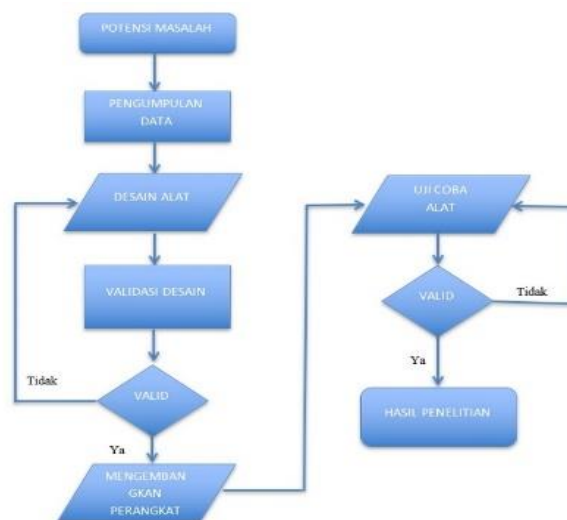 POTENSI MASALAH
PENGUMPULAN
DATA
DESAIN ALAT
VALIDASI DESAIN
VALID
Tidak
Ya
MENGEMBAN
GKAN
PERANGKAT
UJI COBA
ALAT
VALID
Tidak
Ya
HASIL PENELITIAN